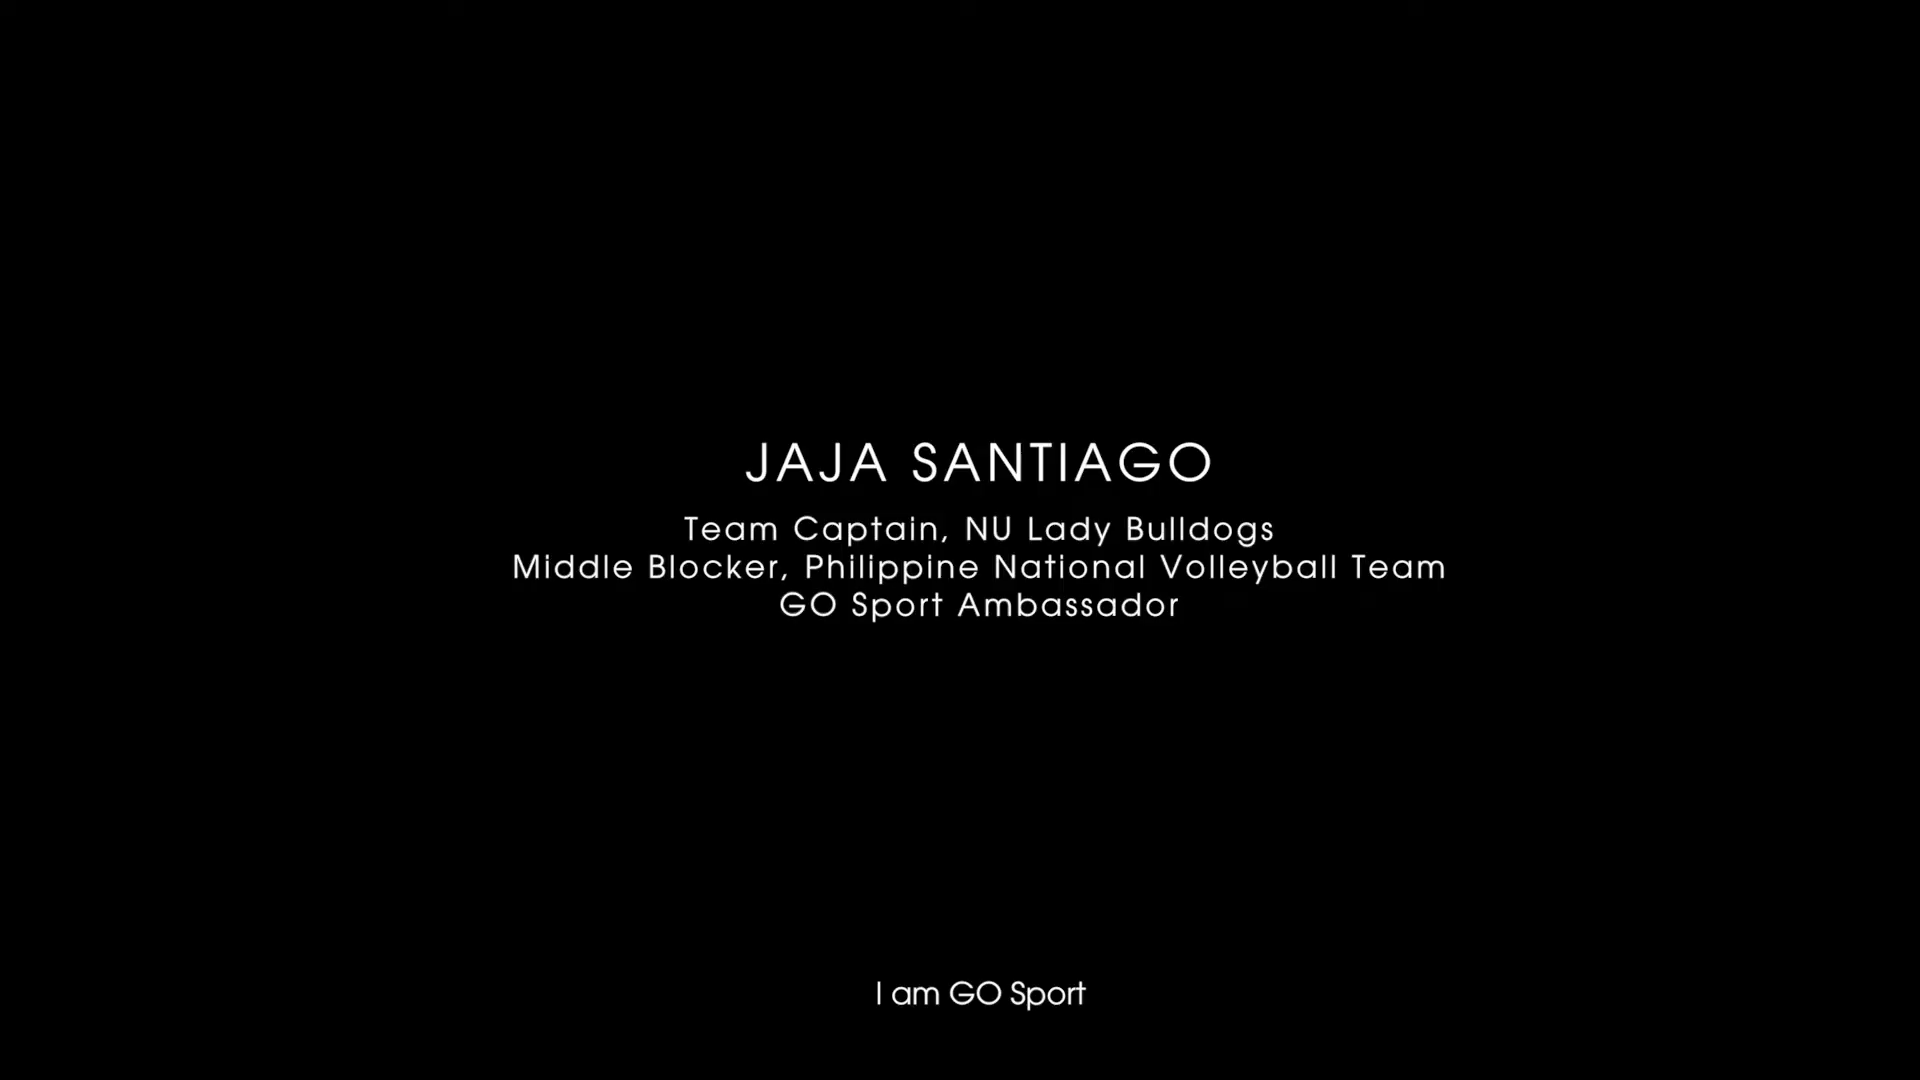 JAJA SANTIAGO
Team Captain, NU Lady Bulldogs
Middle Blocker, Philippine National Volleyball Team
GO Sport Ambassador
I am GO Sport